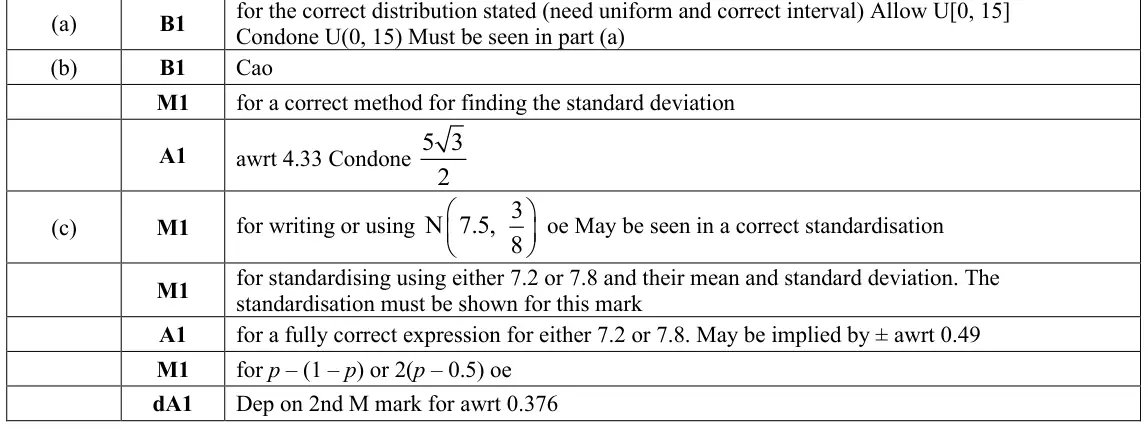 (a) B1 for the correct distribution stated (need uniform and correct interval) Allow U[0, 15]
Condone U(0, 15) Must be seen in part (a)
(b) B1 Cao
M1 for a correct method for finding the standard deviation
A1 awrt 4.33 Condone 5√3/2
(c) M1 for writing or using N(7.5, 3/8) oe May be seen in a correct standardisation
M1 for standardising using either 7.2 or 7.8 and their mean and standard deviation. The
standardisation must be shown for this mark
A1 for a fully correct expression for either 7.2 or 7.8. May be implied by ± awrt 0.49
M1 for p – (1 – p) or 2(p – 0.5) oe
dA1 Dep on 2nd M mark for awrt 0.376